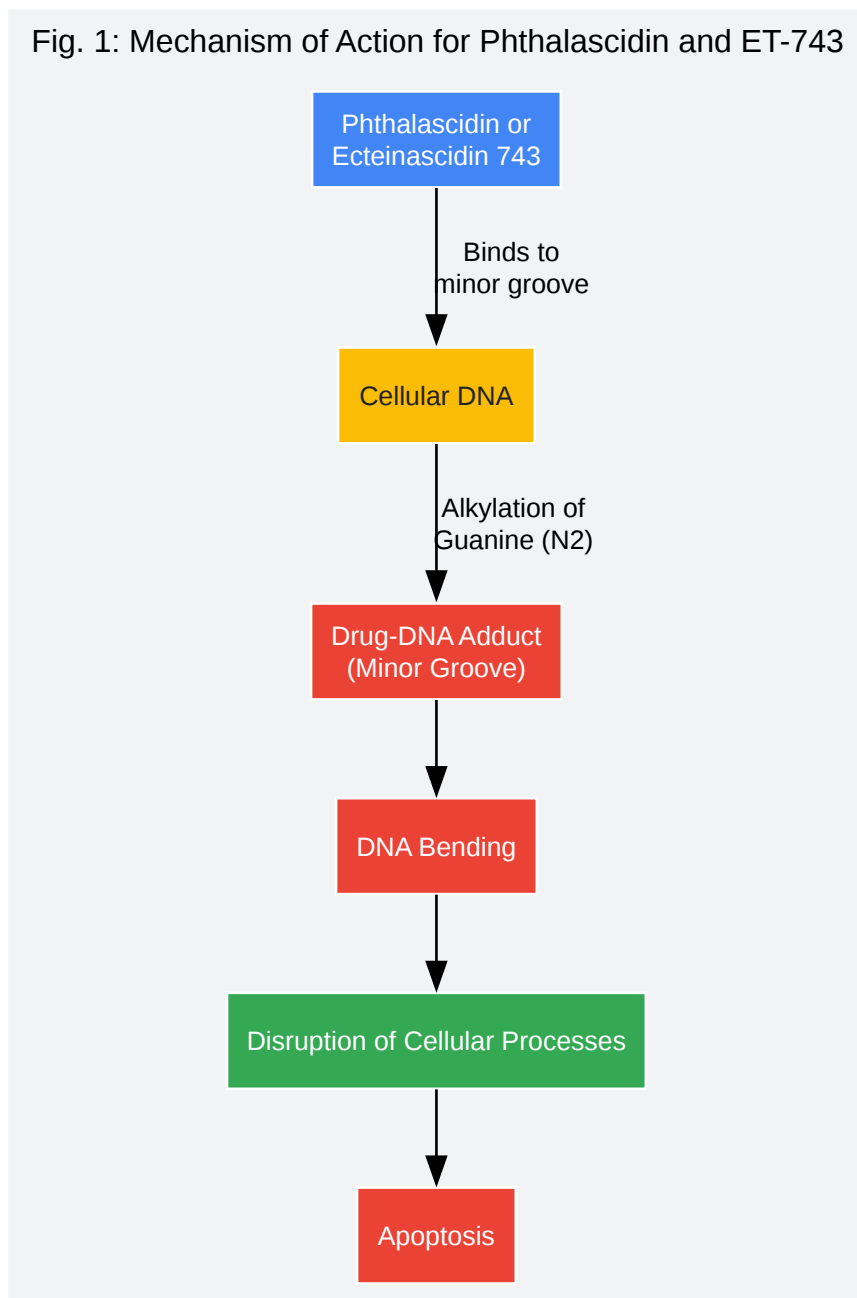 Fig. 1: Mechanism of Action for Phthalascidin and ET-743
Phthalascidin or
Ecteinascidin 743
Binds to
minor groove
Cellular DNA
Alkylation of
Guanine (N2)
Drug-DNA Adduct
(Minor Groove)
DNA Bending
Disruption of Cellular Processes
Apoptosis